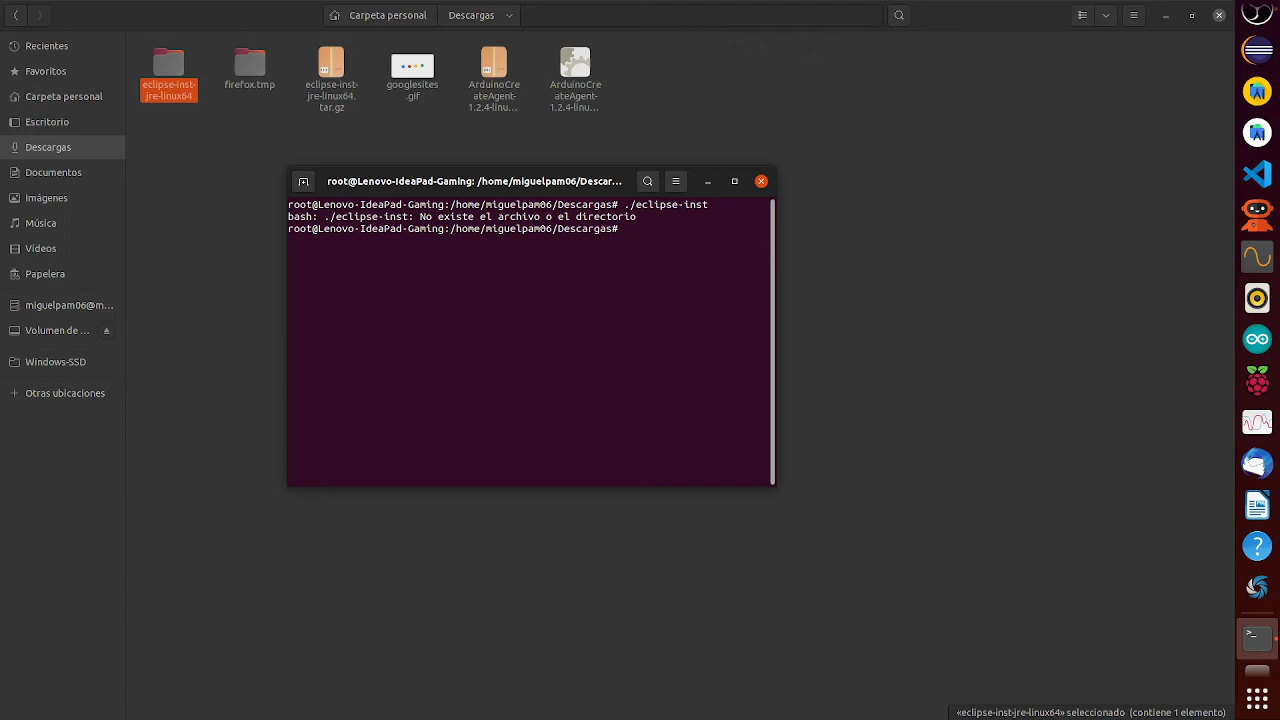 Carpeta personal
Descargas
Recientes
Favoritos
Carpeta personal
Escritorio
Descargas
Documentos
Imágenes
Música
Vídeos
Papelera
miguelpam06@m...
Volumen de ...
Windows-SSD
Otras ubicaciones
eclipse-inst-
jre-linux64
firefox.tmp
eclipse-inst-
jre-linux64.
tar.gz
googlesites
.gif
ArduinoCre
ateAgent-
1.2.4-linu...
ArduinoCre
ateAgent-
1.2.4-linu...
root@Lenovo-IdeaPad-Gaming: /home/miguelpam06/Descar...
root@Lenovo-IdeaPad-Gaming:/home/miguelpam06/Descargas# ./eclipse-inst
bash: ./eclipse-inst: No existe el archivo o el directorio
root@Lenovo-IdeaPad-Gaming:/home/miguelpam06/Descargas#
«eclipse-inst-jre-linux64» seleccionado (contiene 1 elemento)